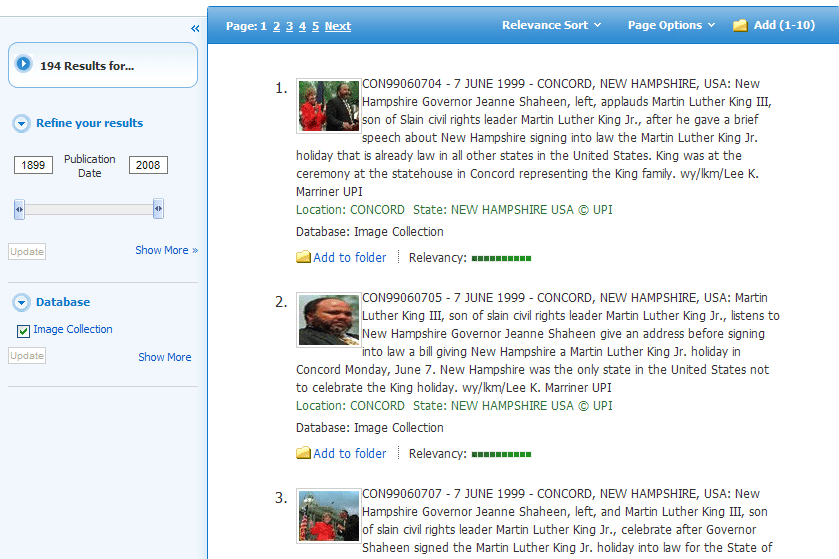 Page: 1 2 3 4 5 Next
Relevance Sort
Page Options
Add (1-10)
«
194 Results for...
Refine your results
1899
Publication Date
2008
Update
Show More »
Database
Image Collection
Update
Show More
1.
CON99060704 - 7 JUNE 1999 - CONCORD, NEW HAMPSHIRE, USA: New
Hampshire Governor Jeanne Shaheen, left, applauds Martin Luther King III,
son of Slain civil rights leader Martin Luther King Jr., after he gave a brief
speech about New Hampshire signing into law the Martin Luther King Jr.
holiday that is already law in all other states in the United States. King was at the
ceremony at the statehouse in Concord representing the King family. wy/lkm/Lee K.
Marriner UPI
Location: CONCORD State: NEW HAMPSHIRE USA © UPI
Database: Image Collection
Add to folder
Relevancy:
2.
CON99060705 - 7 JUNE 1999 - CONCORD, NEW HAMPSHIRE, USA: Martin
Luther King III, son of slain civil rights leader Martin Luther King Jr., listens to
New Hampshire Governor Jeanne Shaheen give an address before signing
into law a bill giving New Hampshire a Martin Luther King Jr. holiday in
Concord Monday, June 7. New Hampshire was the only state in the United States not
to celebrate the King holiday. wy/lkm/Lee K. Marriner UPI
Location: CONCORD State: NEW HAMPSHIRE USA © UPI
Database: Image Collection
Add to folder
Relevancy:
3.
CON99060707 - 7 JUNE 1999 - CONCORD, NEW HAMPSHIRE, USA: New
Hampshire Governor Jeanne Shaheen, left, and Martin Luther King III, son
of slain civil rights leader Martin Luther King Jr., celebrate after Governor
Shaheen signed the Martin Luther King Jr. holiday into law for the State of